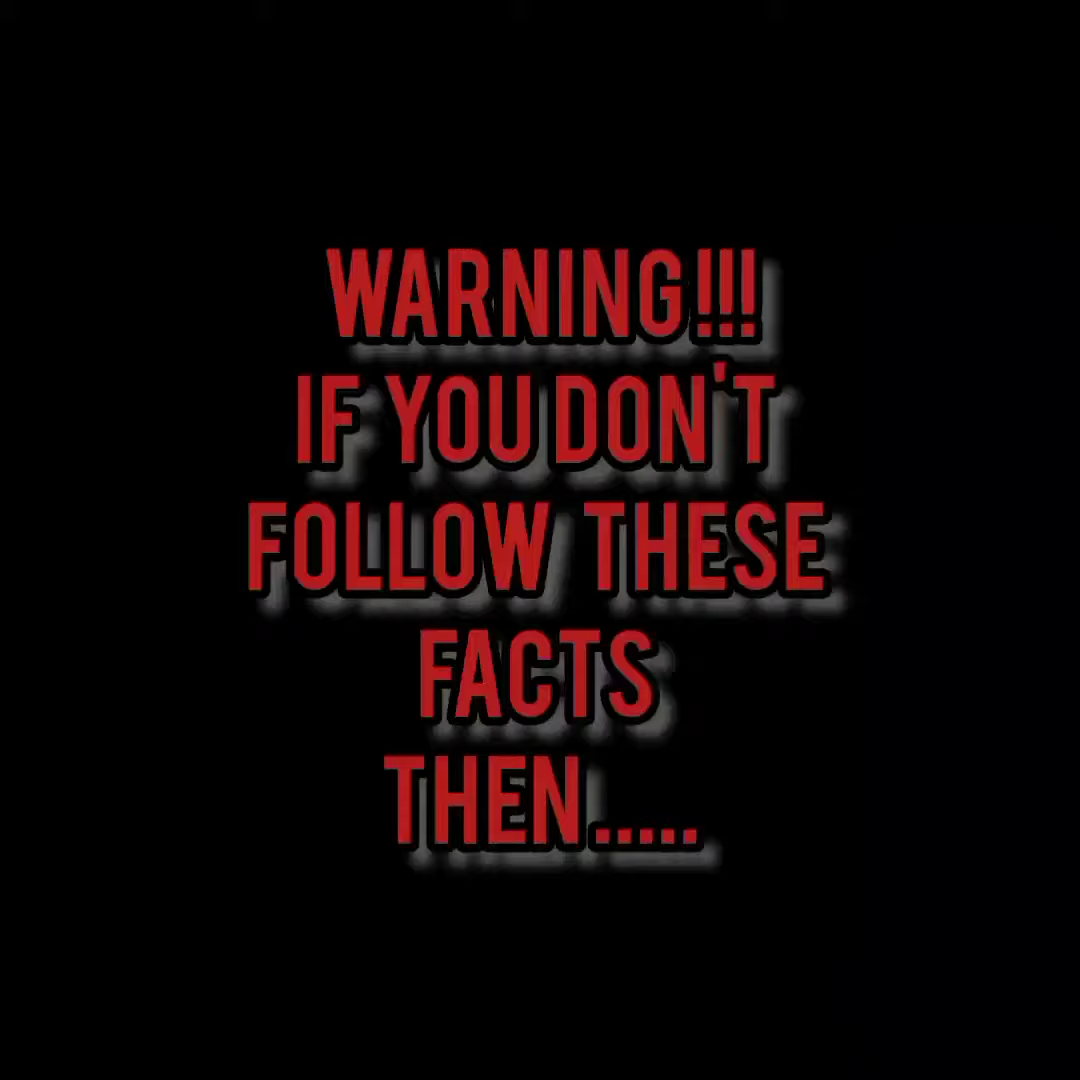 WARNING!!!
IF YOU DON'T
FOLLOW THESE
FACTS
THEN.....